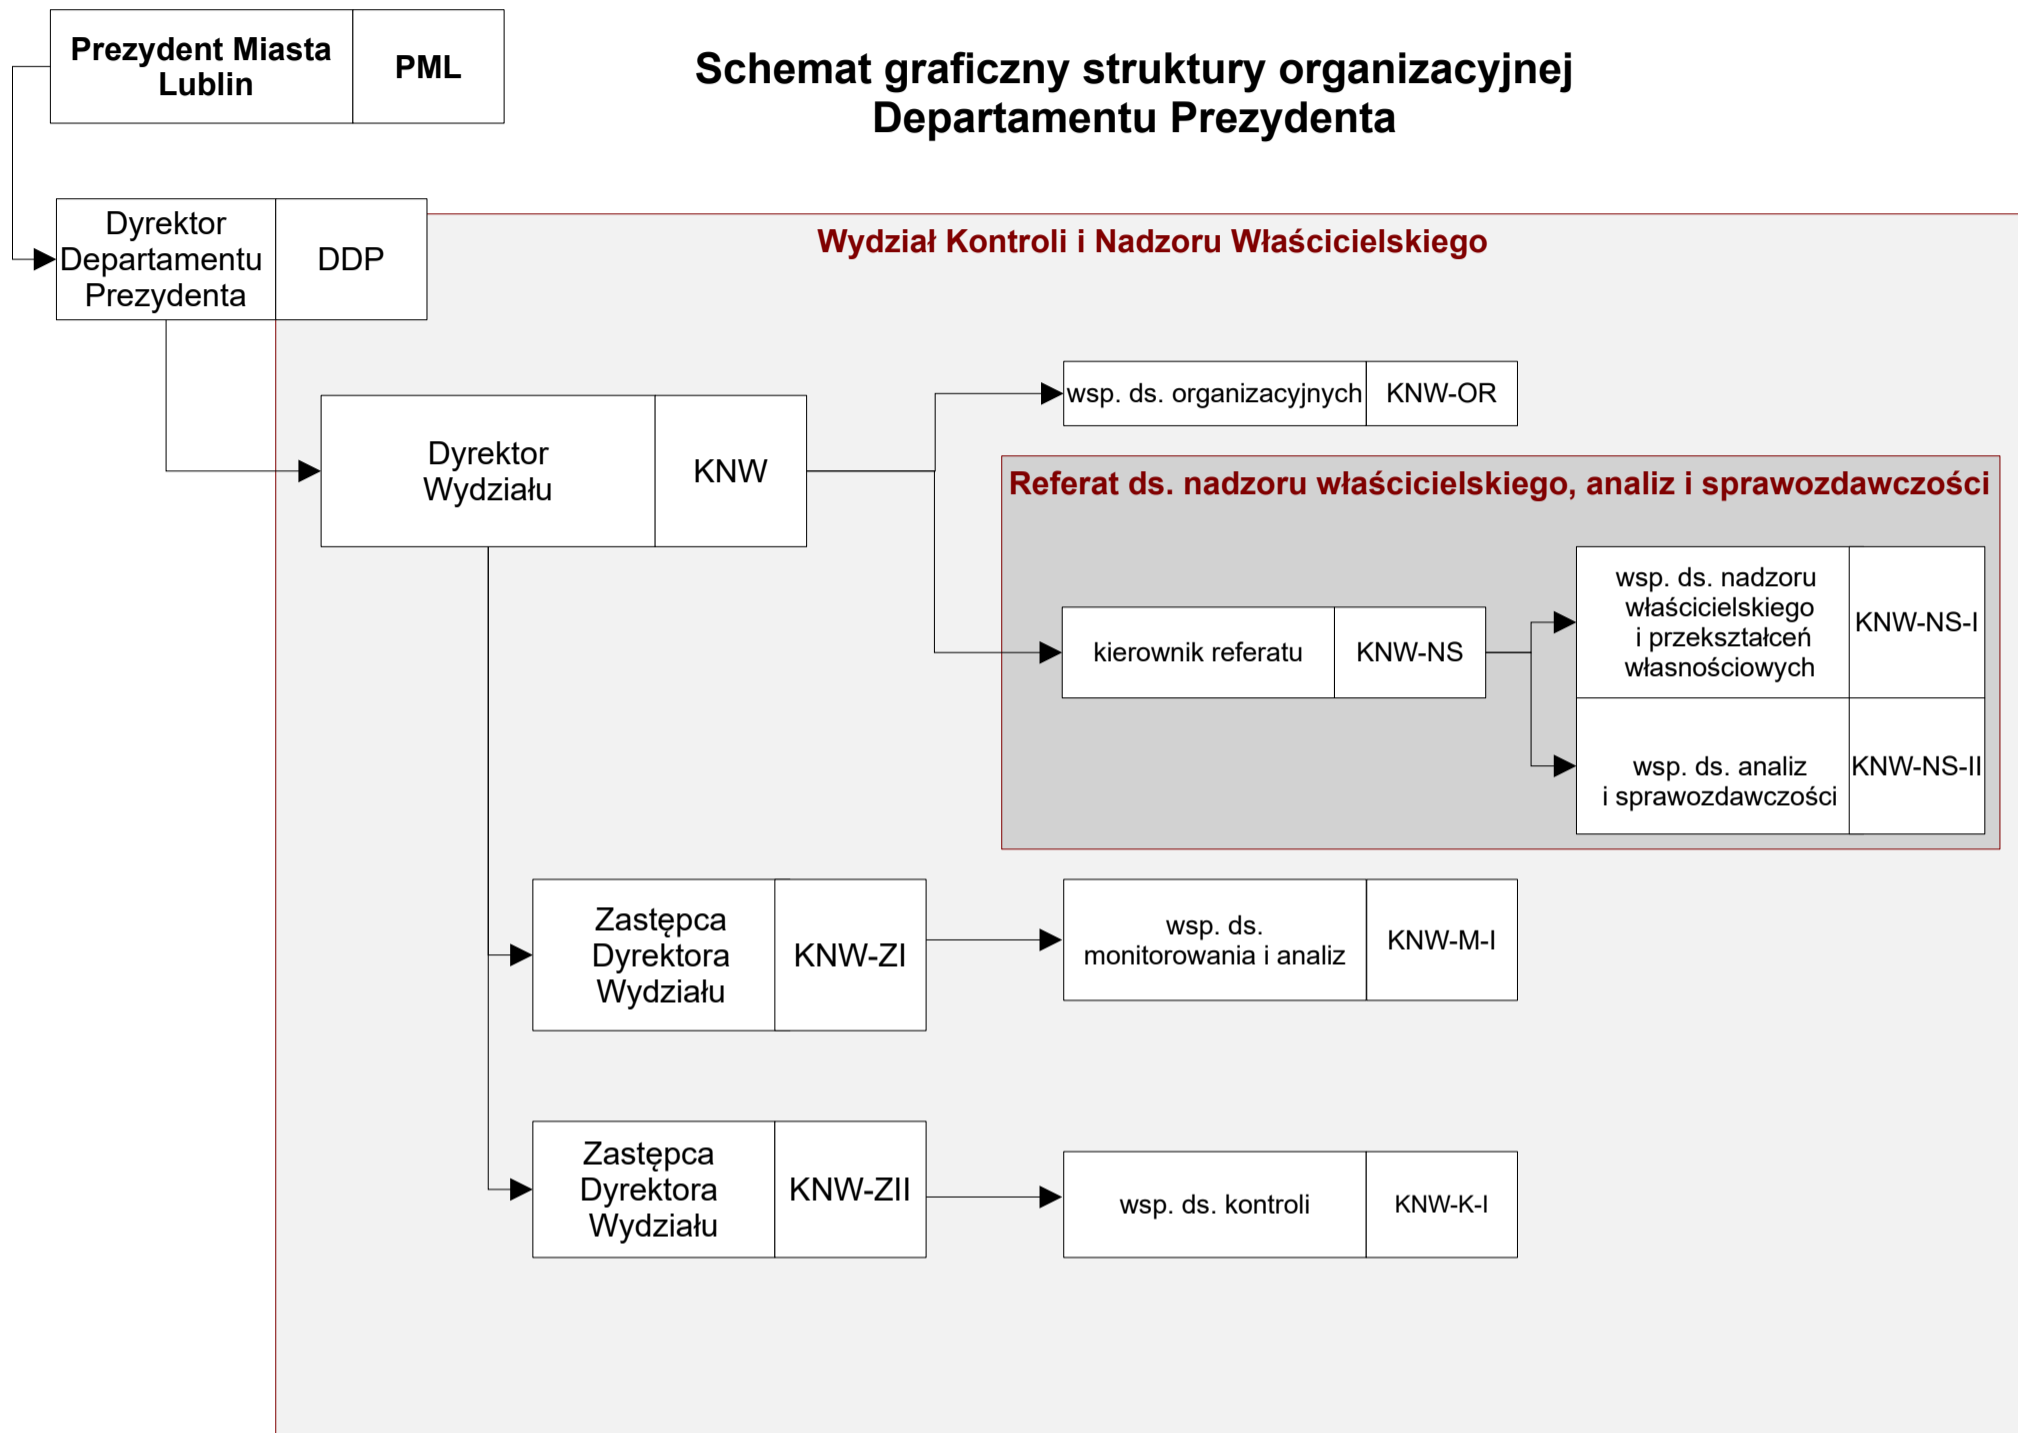 Prezydent Miasta
Lublin
PML
Schemat graficzny struktury organizacyjnej
Departamentu Prezydenta
Dyrektor
Departamentu
Prezydenta
DDP
Wydział Kontroli i Nadzoru Właścicielskiego
Dyrektor
Wydziału
KNW
wsp. ds. organizacyjnych
KNW-OR
Referat ds. nadzoru właścicielskiego, analiz i sprawozdawczości
kierownik referatu
KNW-NS
wsp. ds. nadzoru
właścicielskiego
i przekształceń
własnościowych
KNW-NS-I
wsp. ds. analiz
i sprawozdawczości
KNW-NS-II
Zastępca
Dyrektora
Wydziału
KNW-ZI
wsp. ds.
monitorowania i analiz
KNW-M-I
Zastępca
Dyrektora
Wydziału
KNW-ZII
wsp. ds. kontroli
KNW-K-I